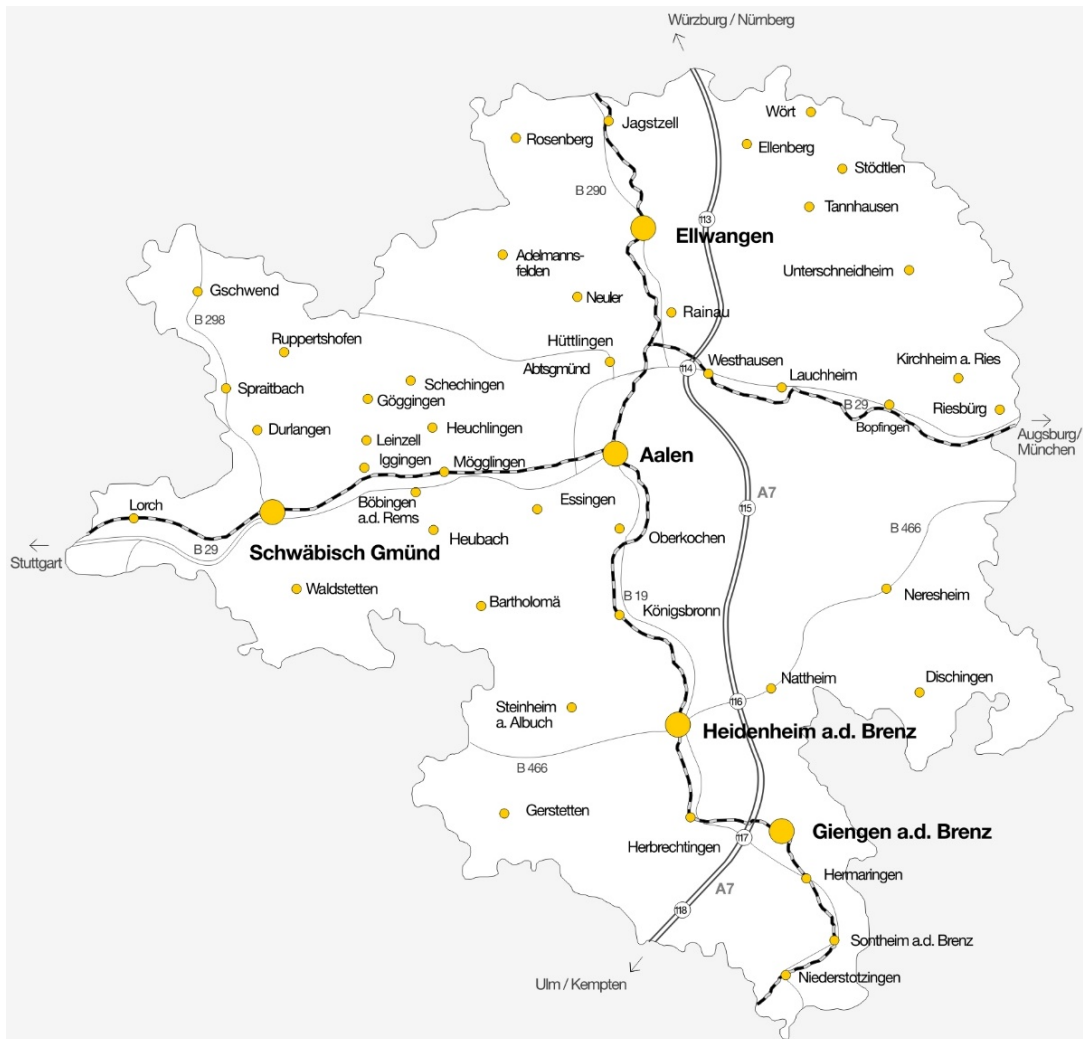 Würzburg / Nürnberg
Wört
Jagstzell
Rosenberg
Ellenberg
Stödtlen
B 290
Tannhausen
113
Ellwangen
Adelmanns-
felden
Unterschneidheim
Gschwend
Neuler
Rainau
B 298
Ruppertshofen
Hüttlingen
Abtsgmünd
114
Westhausen
Kirchheim a. Ries
Lauchheim
Schechingen
Spraitbach
Göggingen
B 29
Riesbürg
Bopfingen
Augsburg/
München
Durlangen
Heuchlingen
Leinzell
Iggingen
Mögglingen
Aalen
A7
Lorch
Böbingen
a.d. Rems
Essingen
115
B 466
Heubach
Oberkochen
Stuttgart
B 29
Schwäbisch Gmünd
Waldstetten
Bartholomä
B 19
Königsbronn
Neresheim
Nattheim
Dischingen
Steinheim
a. Albuch
116
Heidenheim a.d. Brenz
B 466
Gerstetten
Herbrechtingen
117
Giengen a.d. Brenz
Hermaringen
A7
118
Sontheim a.d. Brenz
Niederstotzingen
Ulm / Kempten